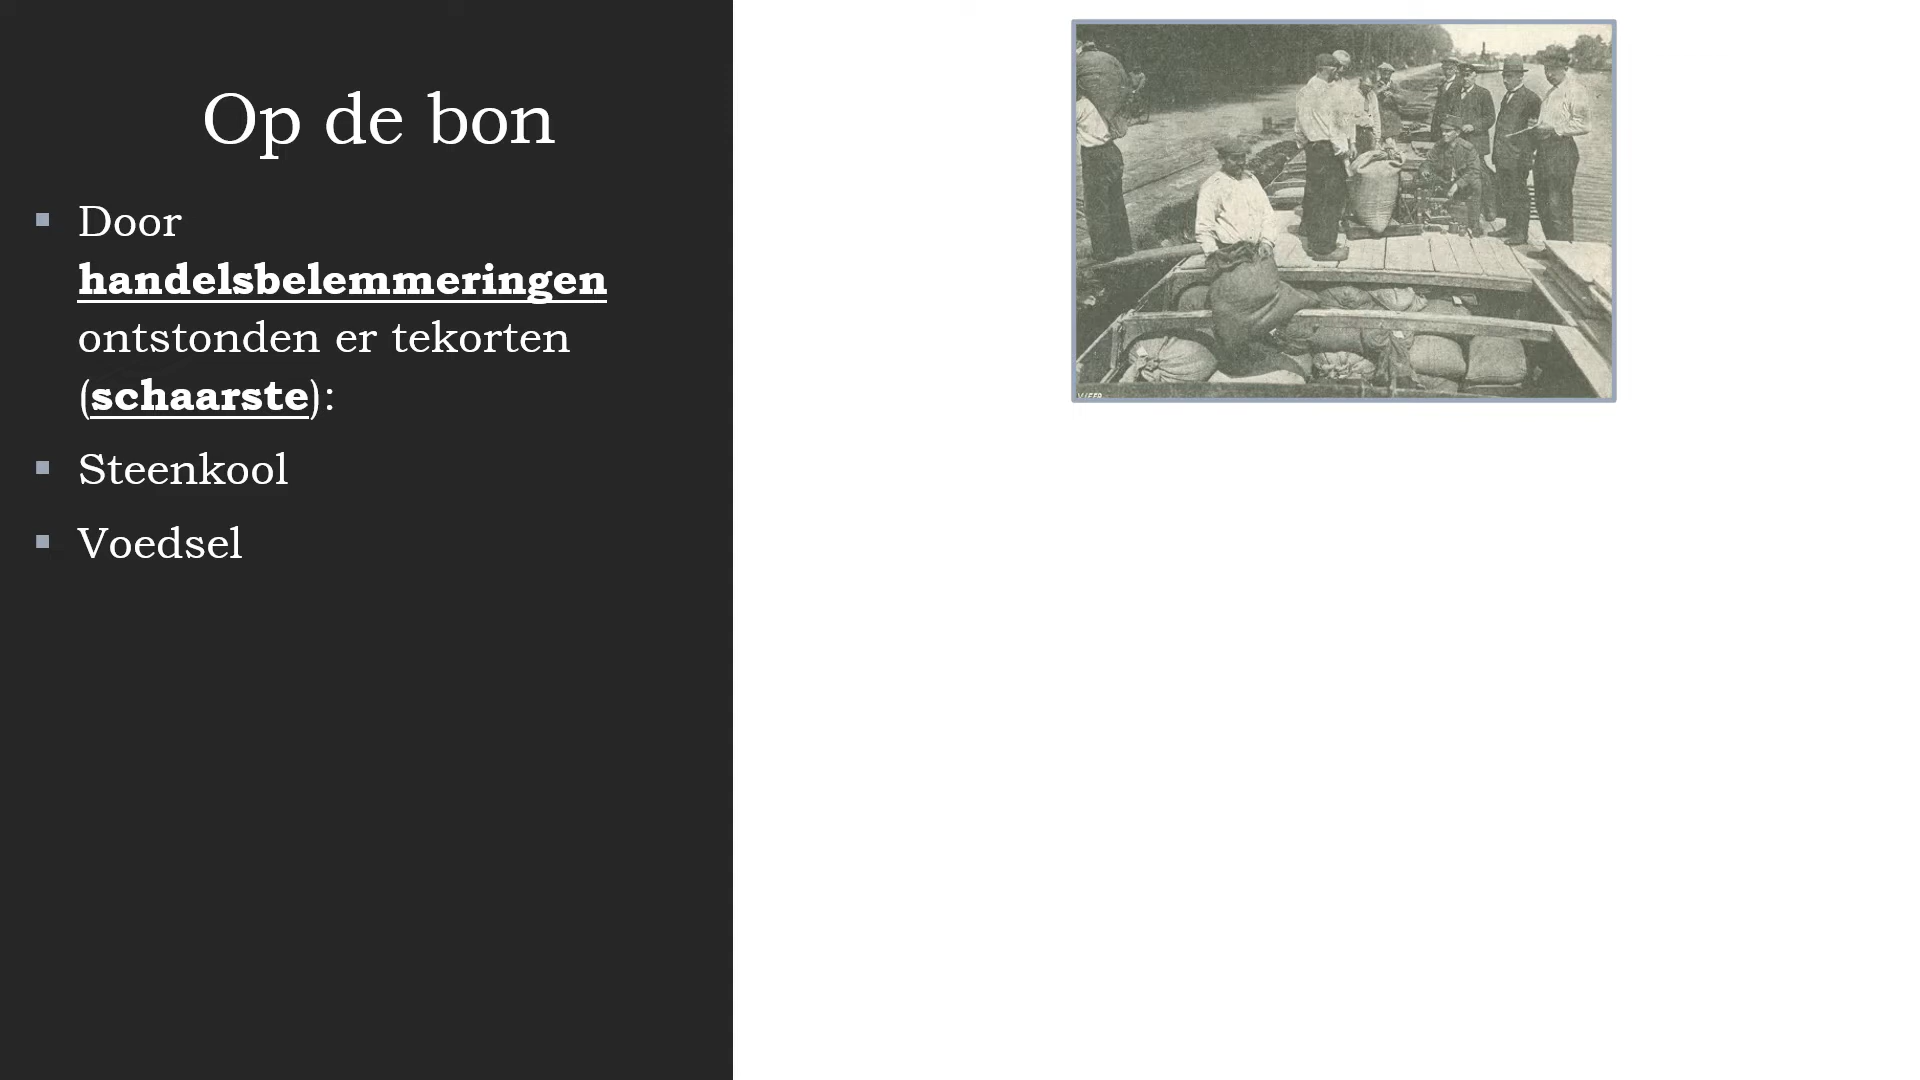 Op de bon
Door
handelsbelemmeringen
ontstonden er tekorten
(schaarste):
Steenkool
Voedsel